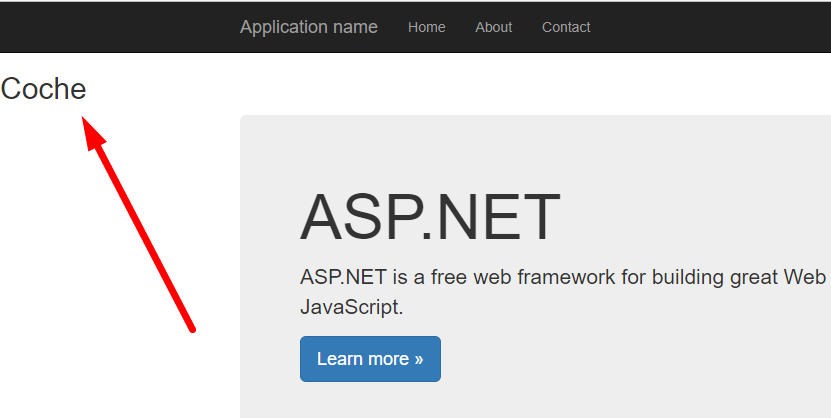 Application name Home About Contact
Coche
ASP.NET
ASP.NET is a free web framework for building great Web
JavaScript.
Learn more »